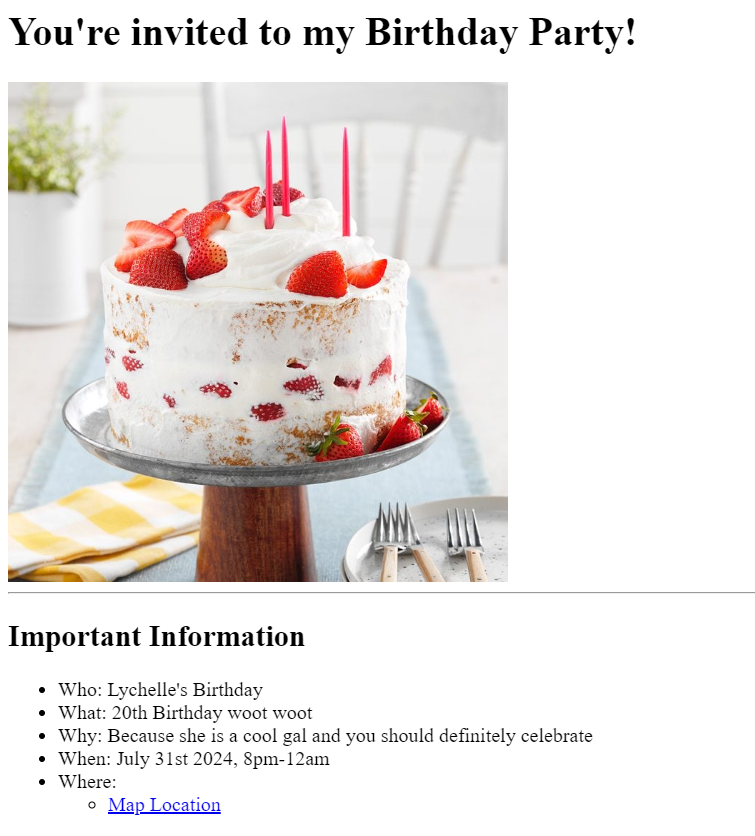 You're invited to my Birthday Party!
Important Information
Who: Lychelle's Birthday
What: 20th Birthday woot woot
Why: Because she is a cool gal and you should definitely celebrate
When: July 31st 2024, 8pm-12am
Where:
Map Location